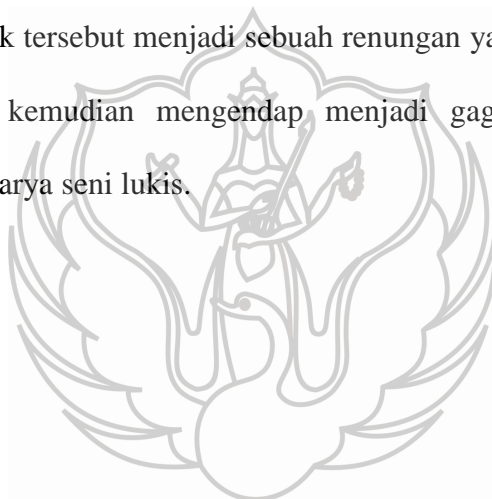 k tersebut menjadi sebuah renungan ya
kemudian mengendap menjadi gag
arya seni lukis.